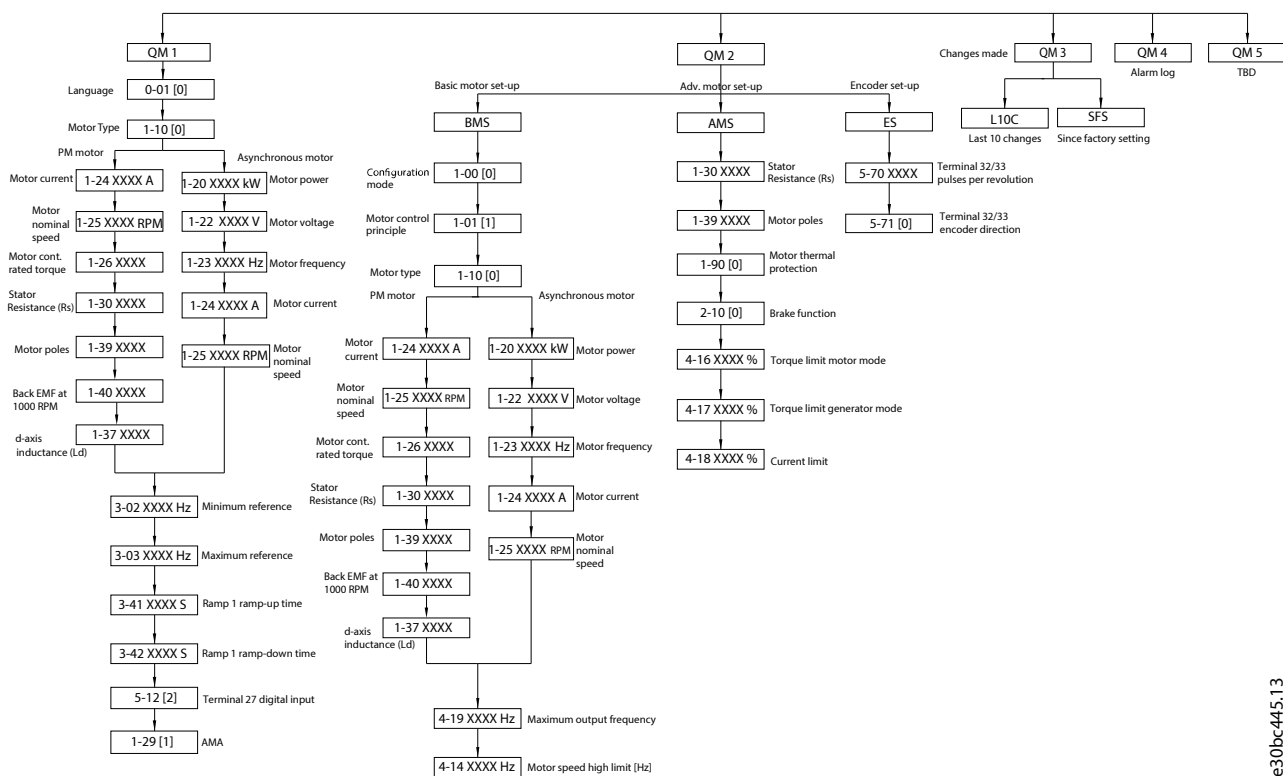 QM 1
QM 2
Changes made
QM 3
QM 4
QM 5
Alarm log
TBD
Language
0-01 [0]
Motor Type
1-10 [0]
PM motor
Asynchronous motor
Motor current
1-24 XXXX A
1-20 XXXX kW
Motor power
Motor
nominal
speed
1-25 XXXX RPM
1-22 XXXX V
Motor voltage
Motor cont.
rated torque
1-26 XXXX
1-23 XXXX Hz
Motor frequency
Stator
Resistance (Rs)
1-30 XXXX
1-24 XXXX A
Motor current
Motor poles
1-39 XXXX
1-25 XXXX RPM
Motor
nominal
speed
Back EMF at
1000 RPM
1-40 XXXX
d-axis
inductance (Ld)
1-37 XXXX
3-02 XXXX Hz
Minimum reference
3-03 XXXX Hz
Maximum reference
3-41 XXXX S
Ramp 1 ramp-up time
3-42 XXXX S
Ramp 1 ramp-down time
5-12 [2]
Terminal 27 digital input
1-29 [1]
AMA
Basic motor set-up
Adv. motor set-up
Encoder set-up
BMS
AMS
ES
Configuration
mode
1-00 [0]
Motor control
principle
1-01 [1]
Motor type
1-10 [0]
PM motor
Asynchronous motor
Motor
current
1-24 XXXX A
1-20 XXXX kW
Motor power
Motor
nominal
speed
1-25 XXXX RPM
1-22 XXXX V
Motor voltage
Motor cont.
rated torque
1-26 XXXX
1-23 XXXX Hz
Motor frequency
Stator
Resistance (Rs)
1-30 XXXX
1-24 XXXX A
Motor current
Motor poles
1-39 XXXX
1-25 XXXX RPM
Motor
nominal
speed
Back EMF at
1000 RPM
1-40 XXXX
d-axis
inductance (Ld)
1-37 XXXX
4-19 XXXX Hz
Maximum output frequency
4-14 XXXX Hz
Motor speed high limit [Hz]
1-30 XXXX
Stator
Resistance (Rs)
1-39 XXXX
Motor poles
1-90 [0]
Motor thermal
protection
2-10 [0]
Brake function
4-16 XXXX %
Torque limit motor mode
4-17 XXXX %
Torque limit generator mode
4-18 XXXX %
Current limit
5-70 XXXX
Terminal 32/33
pulses per revolution
5-71 [0]
Terminal 32/33
encoder direction
L10C
SFS
Last 10 changes
Since factory setting
e30bc445.13